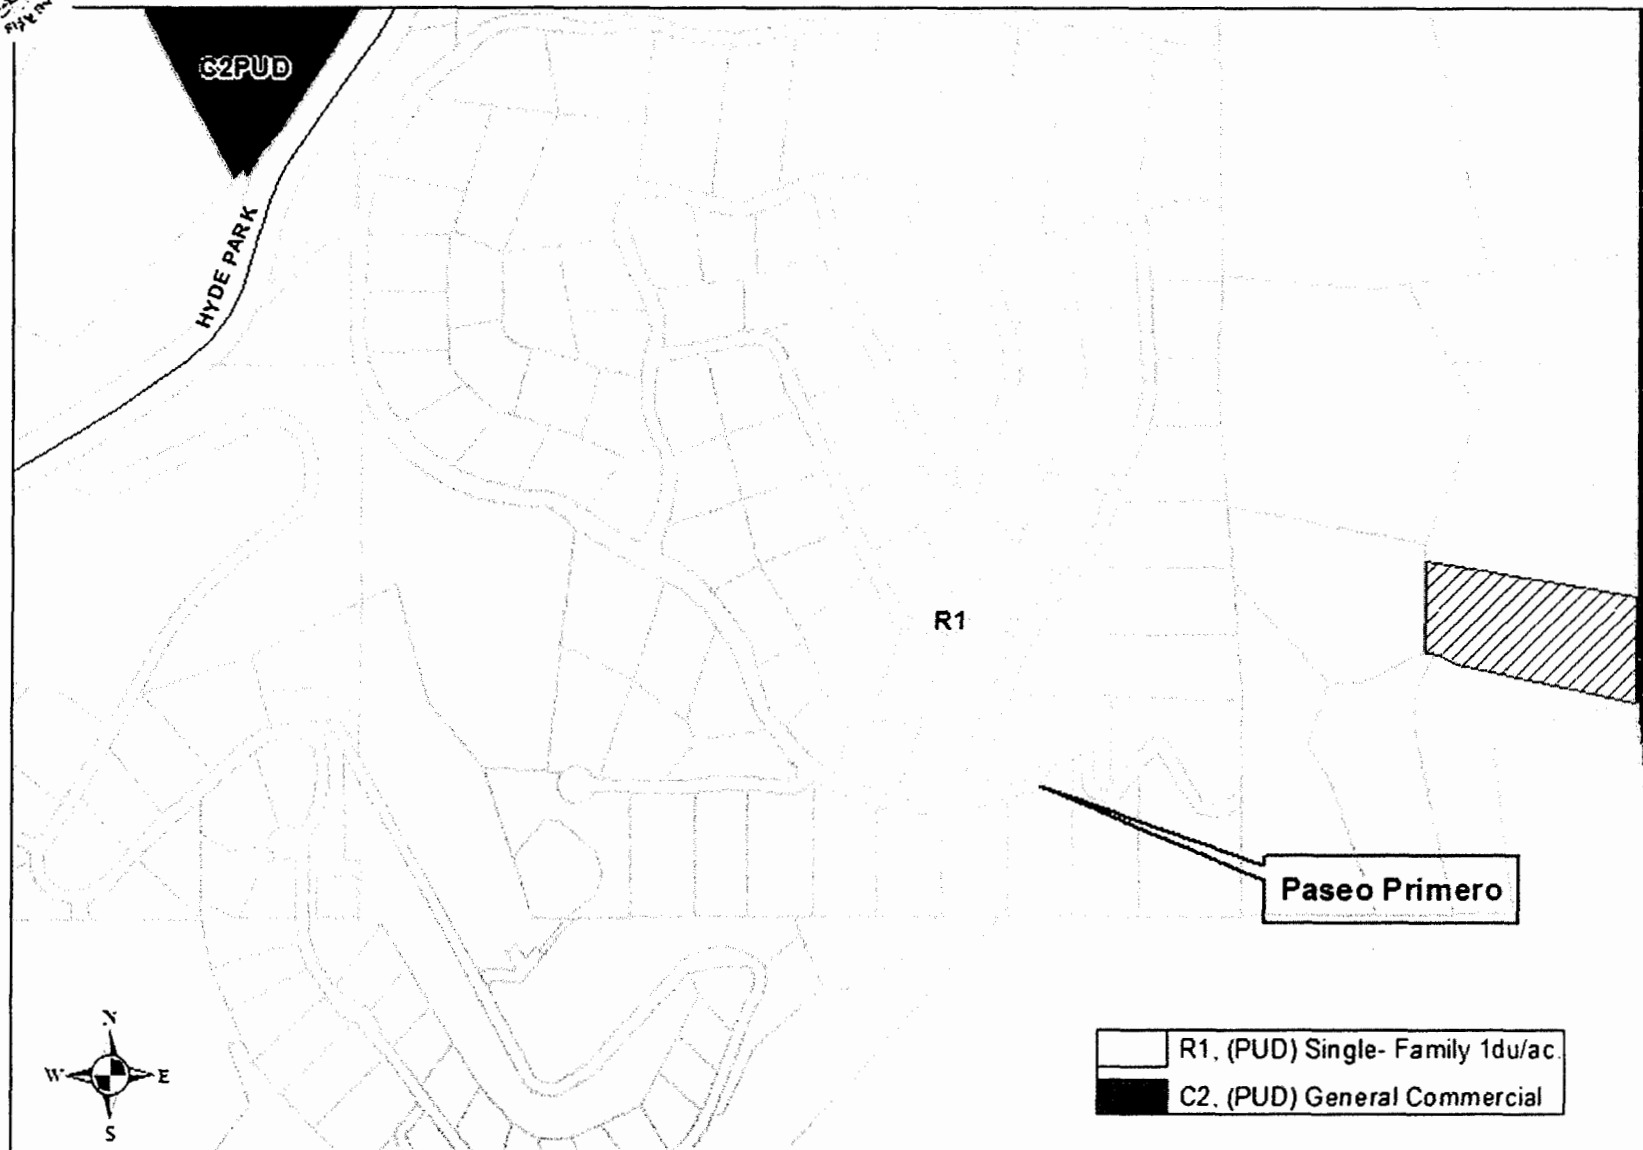 C2PUD
HYDE PARK
R1
Paseo Primero
N
W E
S
R1, (PUD) Single- Family 1du/ac
C2, (PUD) General Commercial